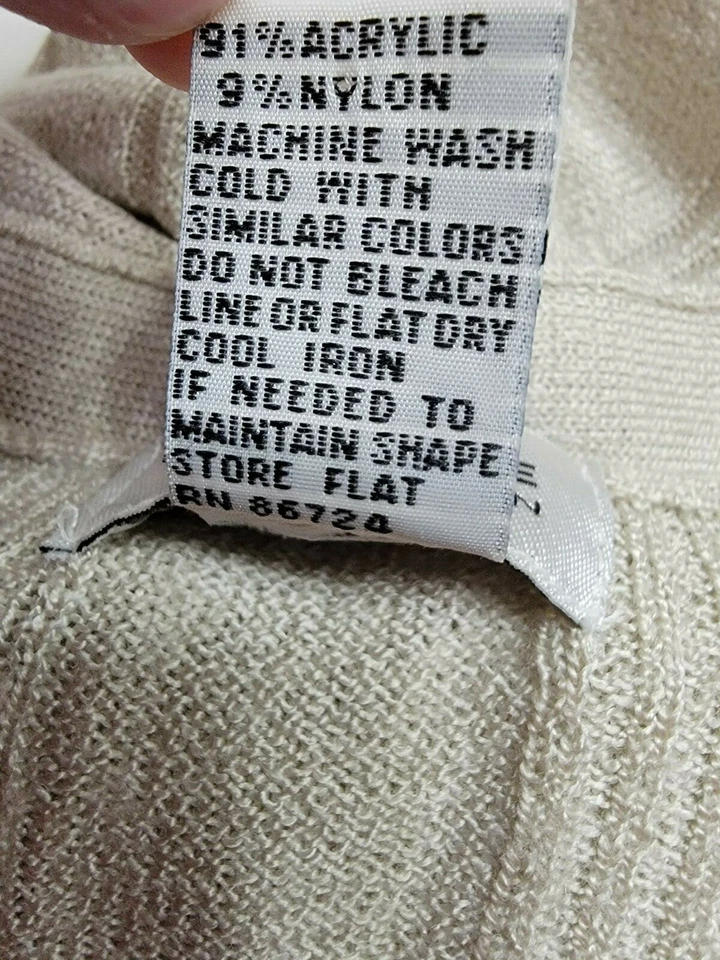 91% ACRYLIC
9% NYLON
MACHINE WASH
COLD WITH
SIMILAR COLORS
DO NOT BLEACH
LINE OR FLAT DRY
COOL IRON
IF NEEDED TO
MAINTAIN SHAPE
STORE FLAT
RN 86724